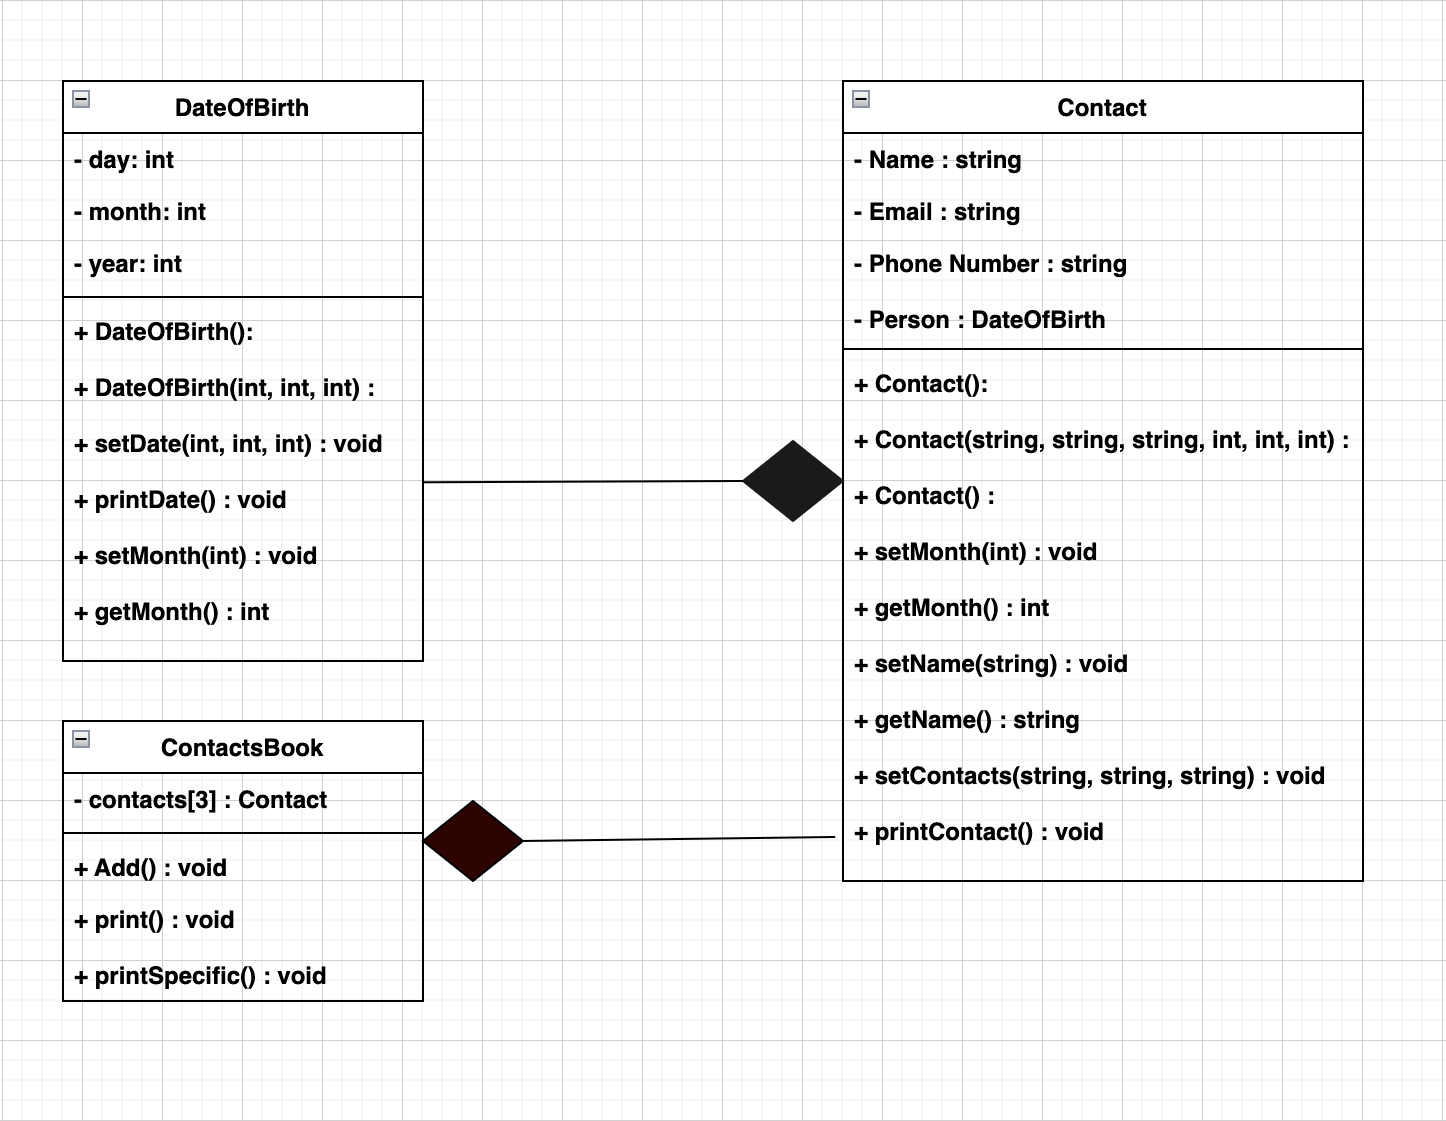 DateOfBirth
- day: int
- month: int
- year: int
+ DateOfBirth():
+ DateOfBirth(int, int, int) :
+ setDate(int, int, int) : void
+ printDate() : void
+ setMonth(int) : void
+ getMonth() : int
Contact
- Name : string
- Email : string
- Phone Number : string
- Person : DateOfBirth
+ Contact():
+ Contact(string, string, string, int, int, int) :
+ Contact() :
+ setMonth(int) : void
+ getMonth() : int
+ setName(string) : void
+ getName() : string
+ setContacts(string, string, string) : void
+ printContact() : void
ContactsBook
- contacts[3] : Contact
+ Add() : void
+ print() : void
+ printSpecific() : void